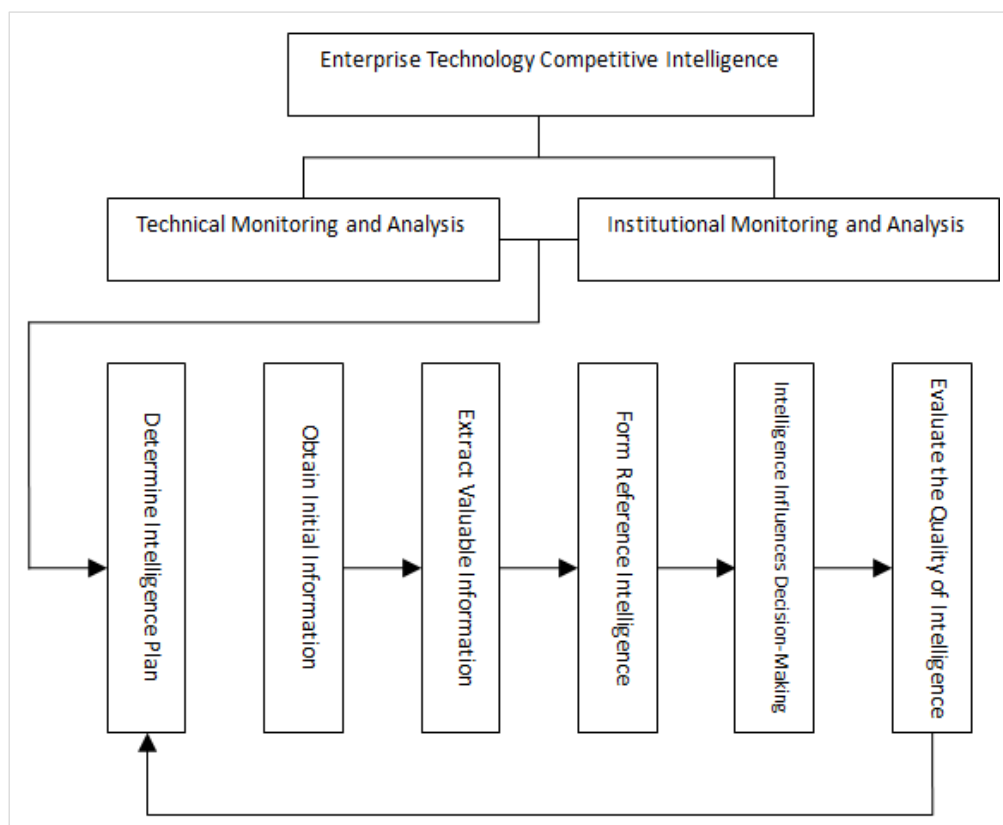 Enterprise Technology Competitive Intelligence
Technical Monitoring and Analysis
Institutional Monitoring and Analysis
Determine Intelligence Plan
Obtain Initial Information
Extract Valuable Information
Form Reference Intelligence
Intelligence Influences Decision-Making
Evaluate the Quality of Intelligence